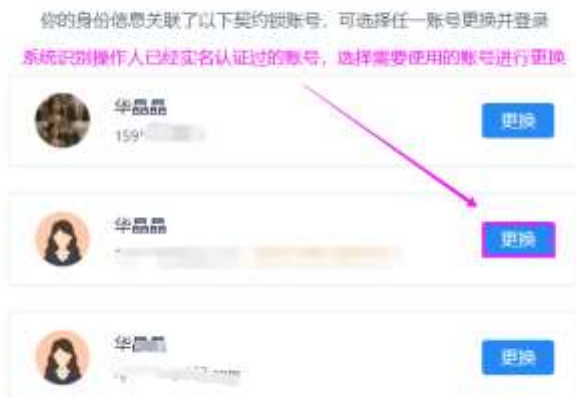 你的身份信息关联了以下契约锁账号，可选择任一账号更换并登录
系统识别操作人已经实名认证过的账号，选择需要使用的账号进行更换
华晶晶
159
更换
华晶晶
更换
华晶晶
更换